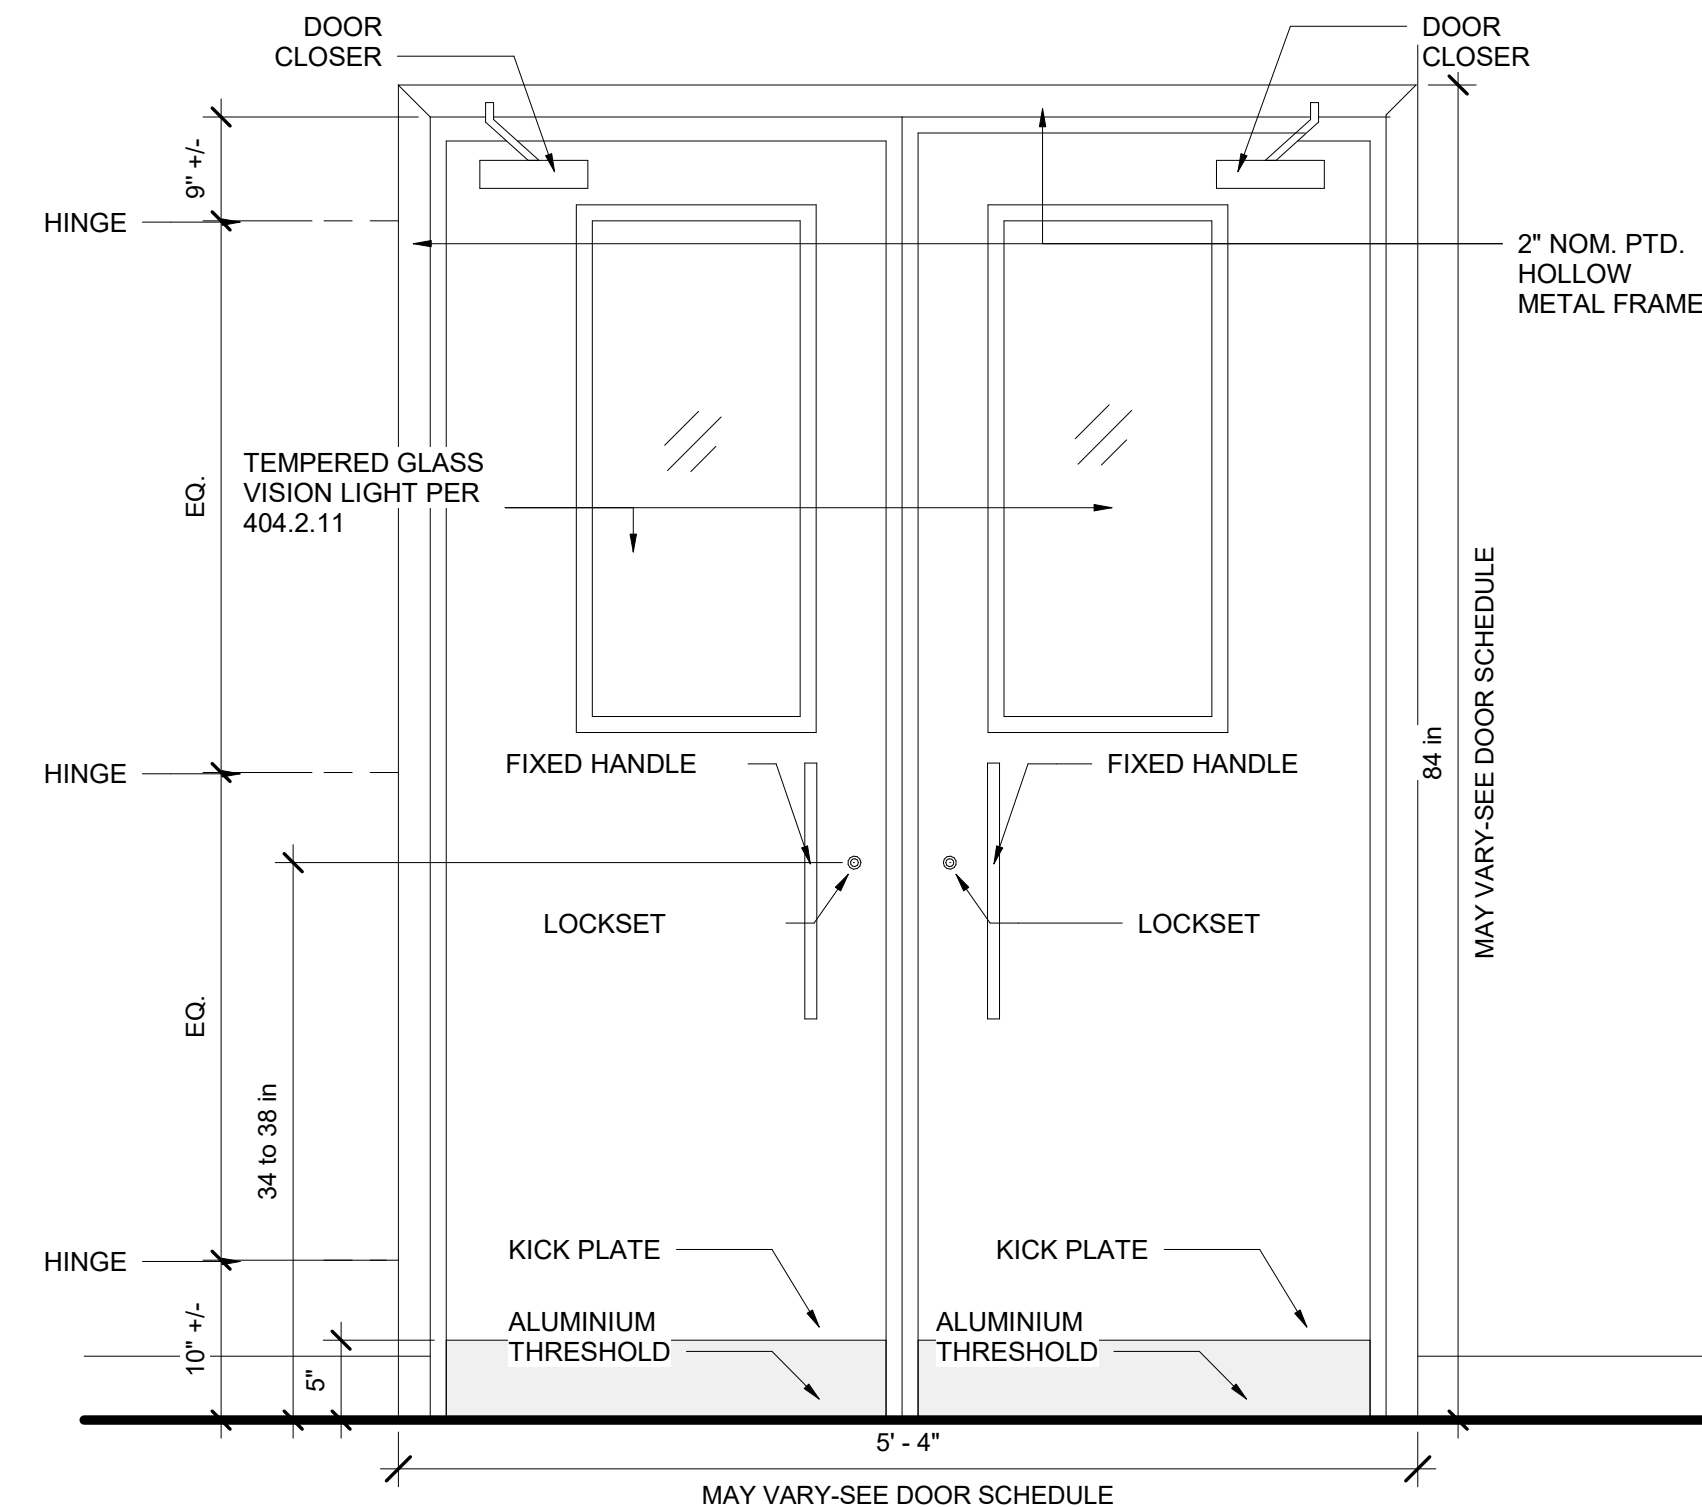 DOOR
CLOSER
DOOR
CLOSER
9" +/-
HINGE
2" NOM. PTD.
HOLLOW
METAL FRAME
TEMPERED GLASS
VISION LIGHT PER
404.2.11
EQ.
MAY VARY-SEE DOOR SCHEDULE
84 in
HINGE
FIXED HANDLE
FIXED HANDLE
LOCKSET
LOCKSET
EQ.
34 to 38 in
HINGE
KICK PLATE
KICK PLATE
10" +/-
5"
ALUMINIUM
THRESHOLD
ALUMINIUM
THRESHOLD
5' - 4"
MAY VARY-SEE DOOR SCHEDULE